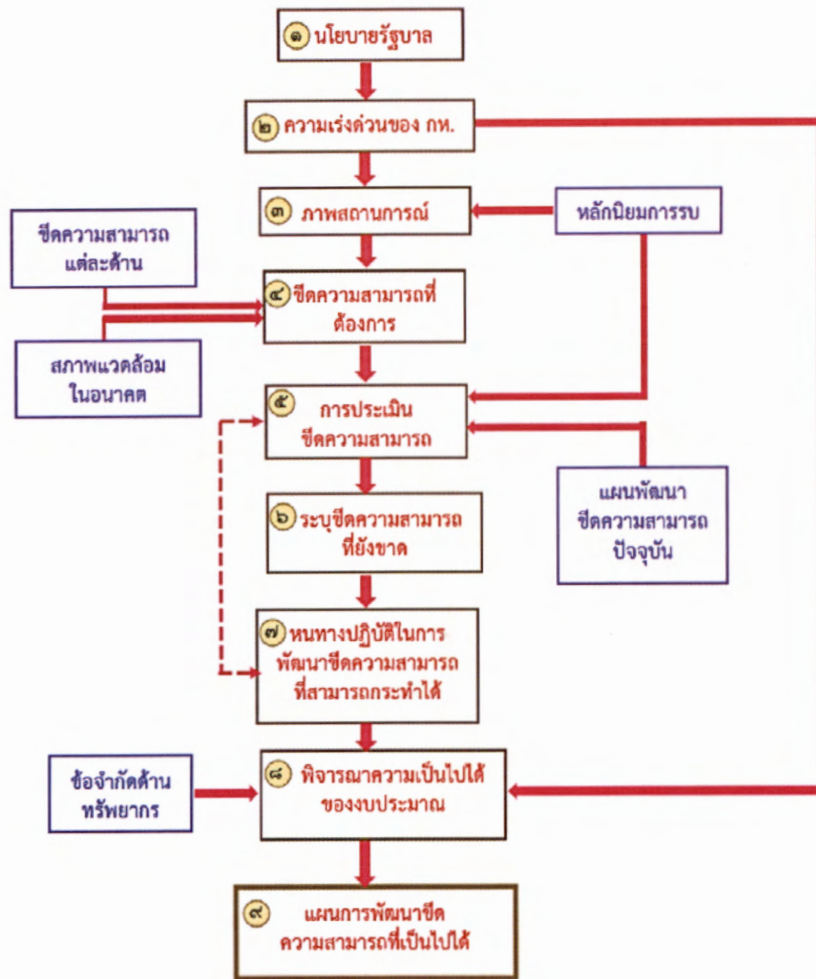 ๑ นโยบายรัฐบาล
๒ ความเร่งด่วนของ กห.
๓ ภาพสถานการณ์
หลักนิยมการรบ
ขีดความสามารถ
แต่ละด้าน
๔ ขีดความสามารถที่
ต้องการ
สภาพแวดล้อม
ในอนาคต
๕ การประเมิน
ขีดความสามารถ
แผนพัฒนา
ขีดความสามารถ
ปัจจุบัน
๖ ระบุขีดความสามารถ
ที่ยังขาด
๗ หนทางปฏิบัติในการ
พัฒนาขีดความสามารถ
ที่สามารถกระทำได้
ข้อจำกัดด้าน
ทรัพยากร
๘ พิจารณาความเป็นไปได้
ของงบประมาณ
๙ แผนการพัฒนาขีด
ความสามารถที่เป็นไปได้